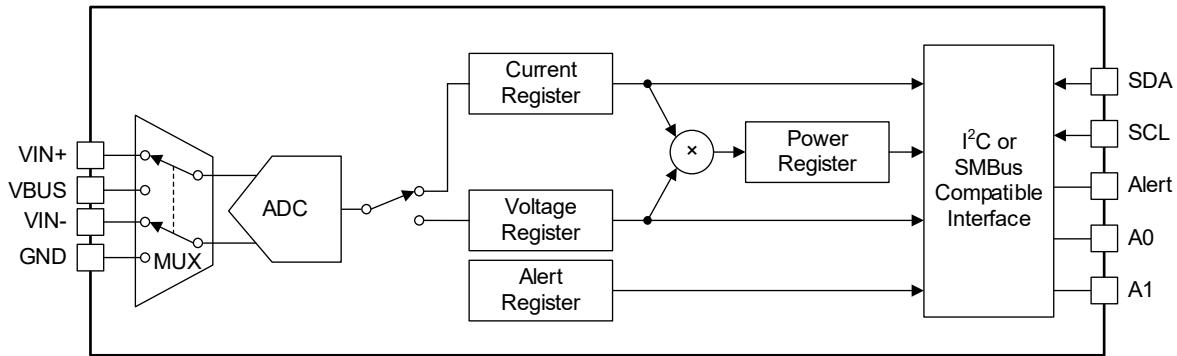 VIN+
VBUS
VIN-
GND
MUX
ADC
Current
Register
Voltage
Register
Alert
Register
×
Power
Register
I²C or
SMBus
Compatible
Interface
SDA
SCL
Alert
A0
A1